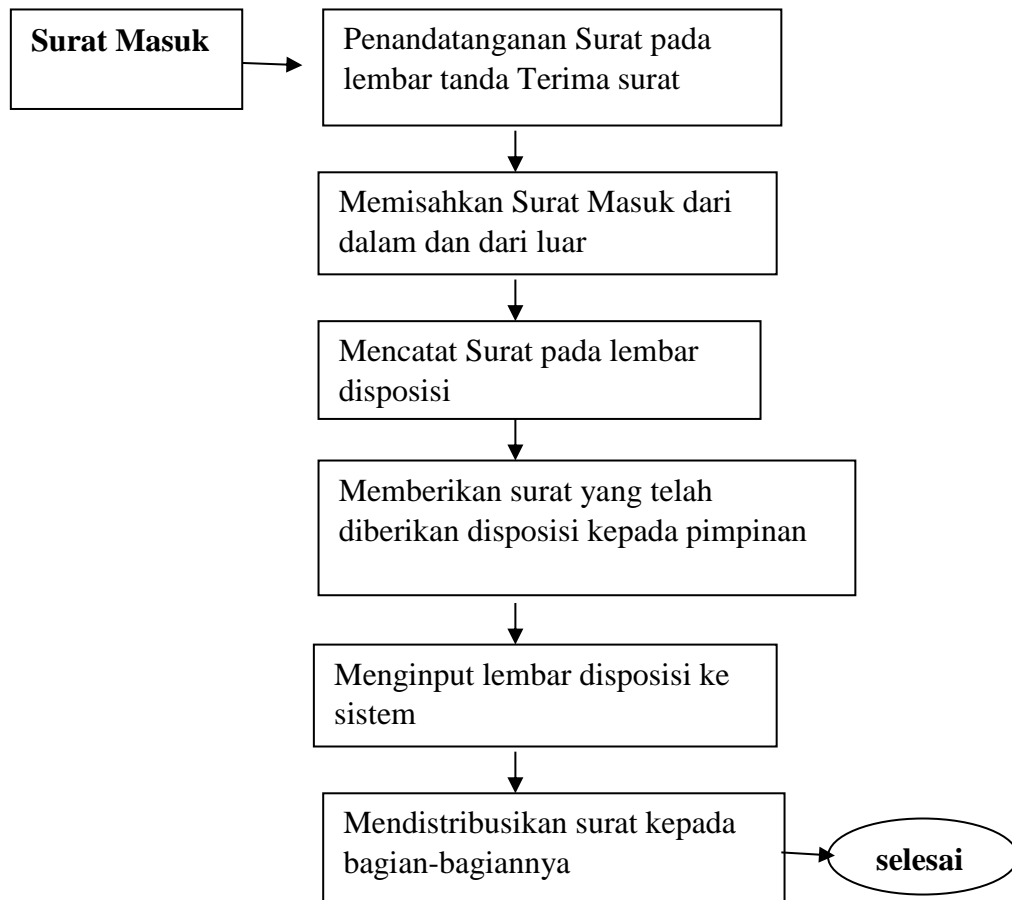 Surat Masuk
Penandatanganan Surat pada
lembar tanda Terima surat
Memisahkan Surat Masuk dari
dalam dan dari luar
Mencatat Surat pada lembar
disposisi
Memberikan surat yang telah
diberikan disposisi kepada pimpinan
Menginput lembar disposisi ke
sistem
Mendistribusikan surat kepada
bagian-bagiannya
selesai